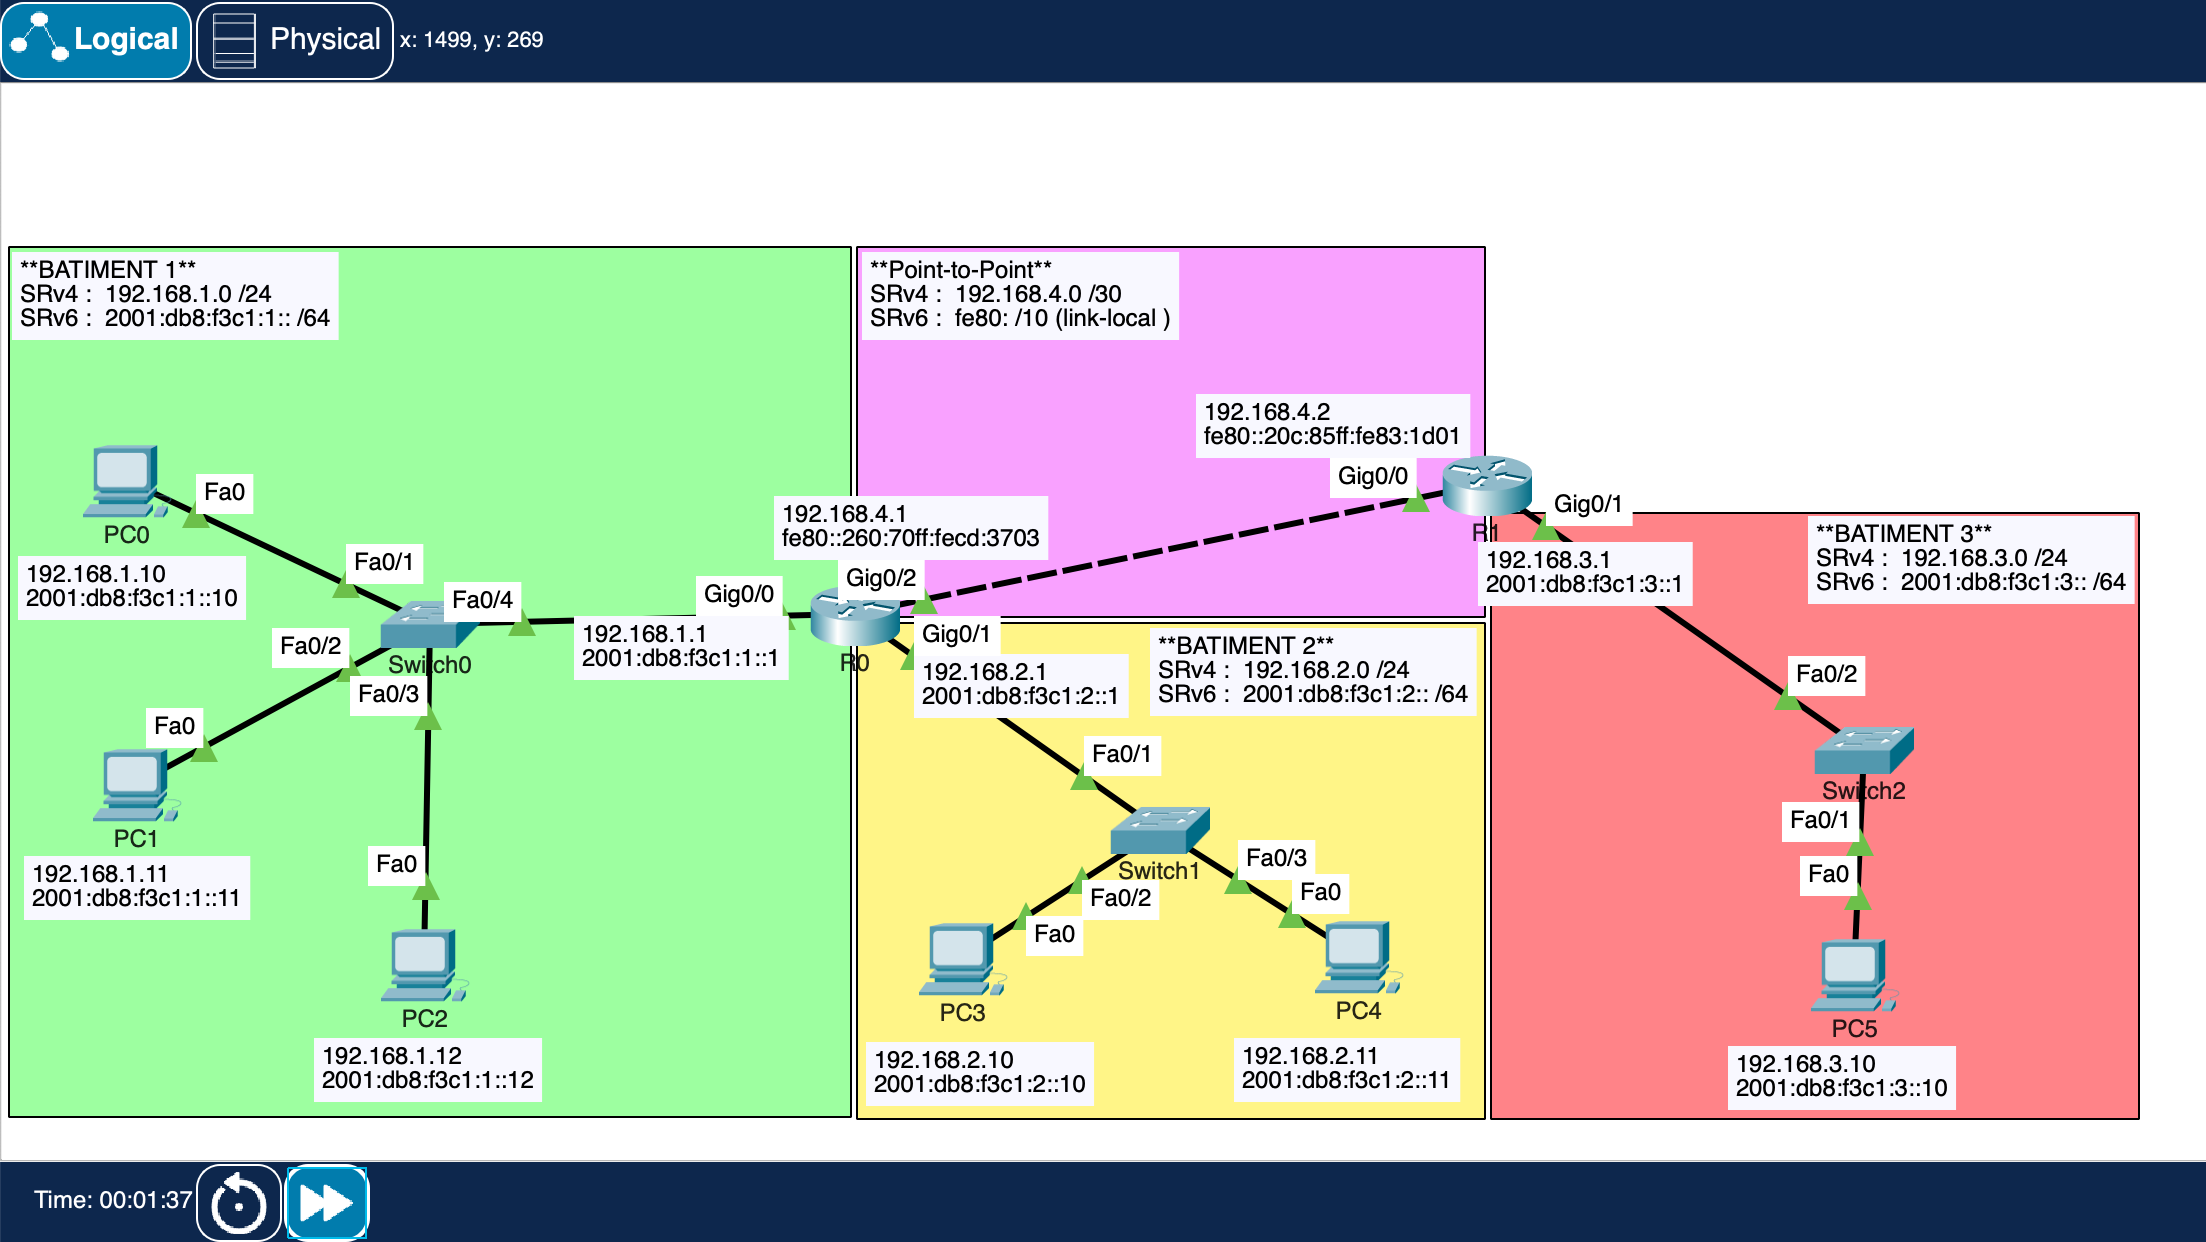 Logical
Physical
x: 1499, y: 269
**BATIMENT 1**
SRv4 :  192.168.1.0 /24
SRv6 :  2001:db8:f3c1:1:: /64
**Point-to-Point**
SRv4 :  192.168.4.0 /30
SRv6 :  fe80: /10 (link-local )
192.168.4.2
fe80::20c:85ff:fe83:1d01
Gig0/0
R1
Gig0/1
192.168.3.1
2001:db8:f3c1:3::1
**BATIMENT 3**
SRv4 :  192.168.3.0 /24
SRv6 :  2001:db8:f3c1:3:: /64
Fa0
PC0
192.168.1.10
2001:db8:f3c1:1::10
Fa0/1
Fa0/4
Fa0/2
Switch0
Fa0/3
Gig0/0
192.168.1.1
2001:db8:f3c1:1::1
192.168.4.1
fe80::260:70ff:fecd:3703
Gig0/2
R0
Gig0/1
192.168.2.1
2001:db8:f3c1:2::1
**BATIMENT 2**
SRv4 :  192.168.2.0 /24
SRv6 :  2001:db8:f3c1:2:: /64
Fa0
PC1
192.168.1.11
2001:db8:f3c1:1::11
Fa0
PC2
192.168.1.12
2001:db8:f3c1:1::12
Fa0/1
Switch1
Fa0/3
Fa0
Fa0/2
Fa0
PC3
192.168.2.10
2001:db8:f3c1:2::10
PC4
192.168.2.11
2001:db8:f3c1:2::11
Fa0/2
Switch2
Fa0/1
Fa0
PC5
192.168.3.10
2001:db8:f3c1:3::10
Time: 00:01:37